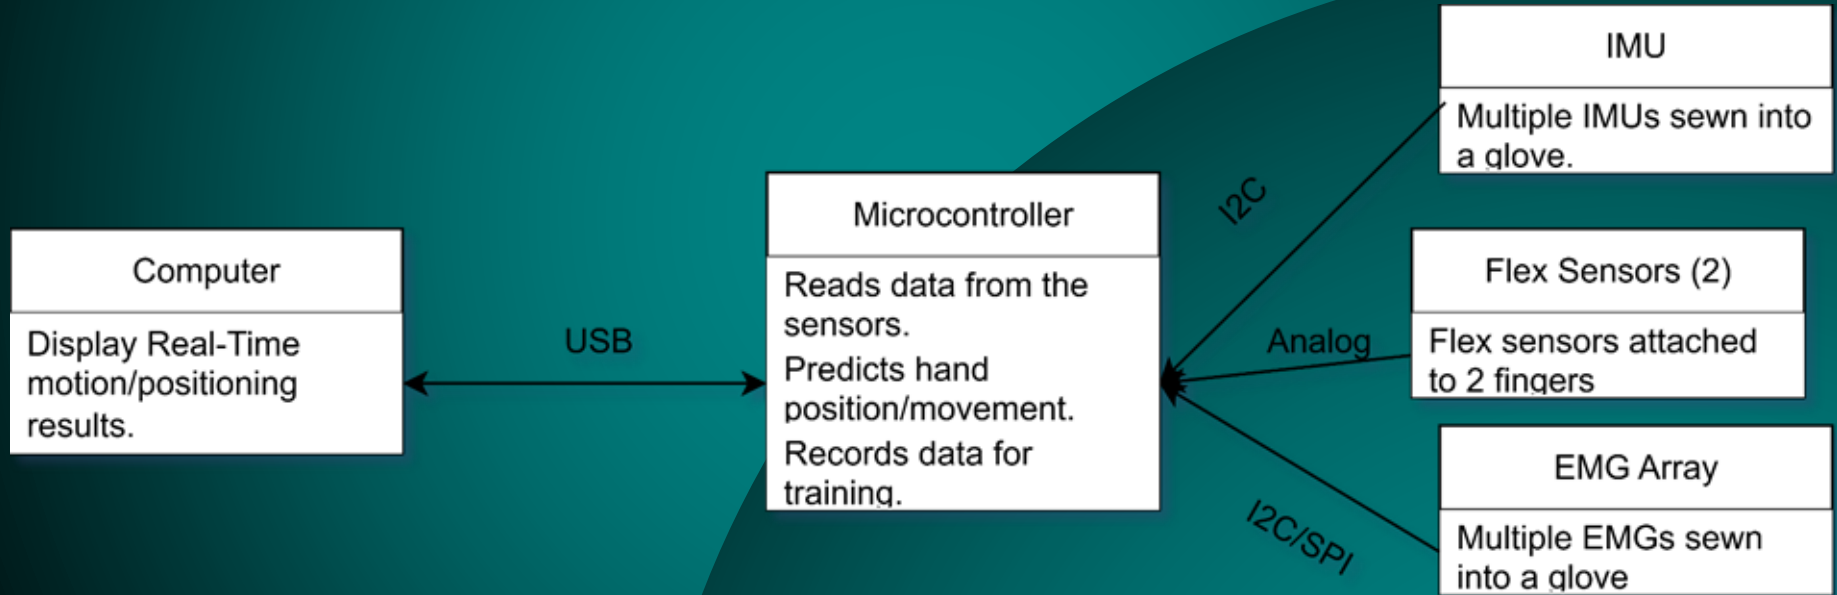 Computer
Display Real-Time
motion/positioning
results.
USB
Microcontroller
Reads data from the
sensors.
Predicts hand
position/movement.
Records data for
training.
I2C
Analog
I2C/SPI
IMU
Multiple IMUs sewn into
a glove.
Flex Sensors (2)
Flex sensors attached
to 2 fingers
EMG Array
Multiple EMGs sewn
into a glove